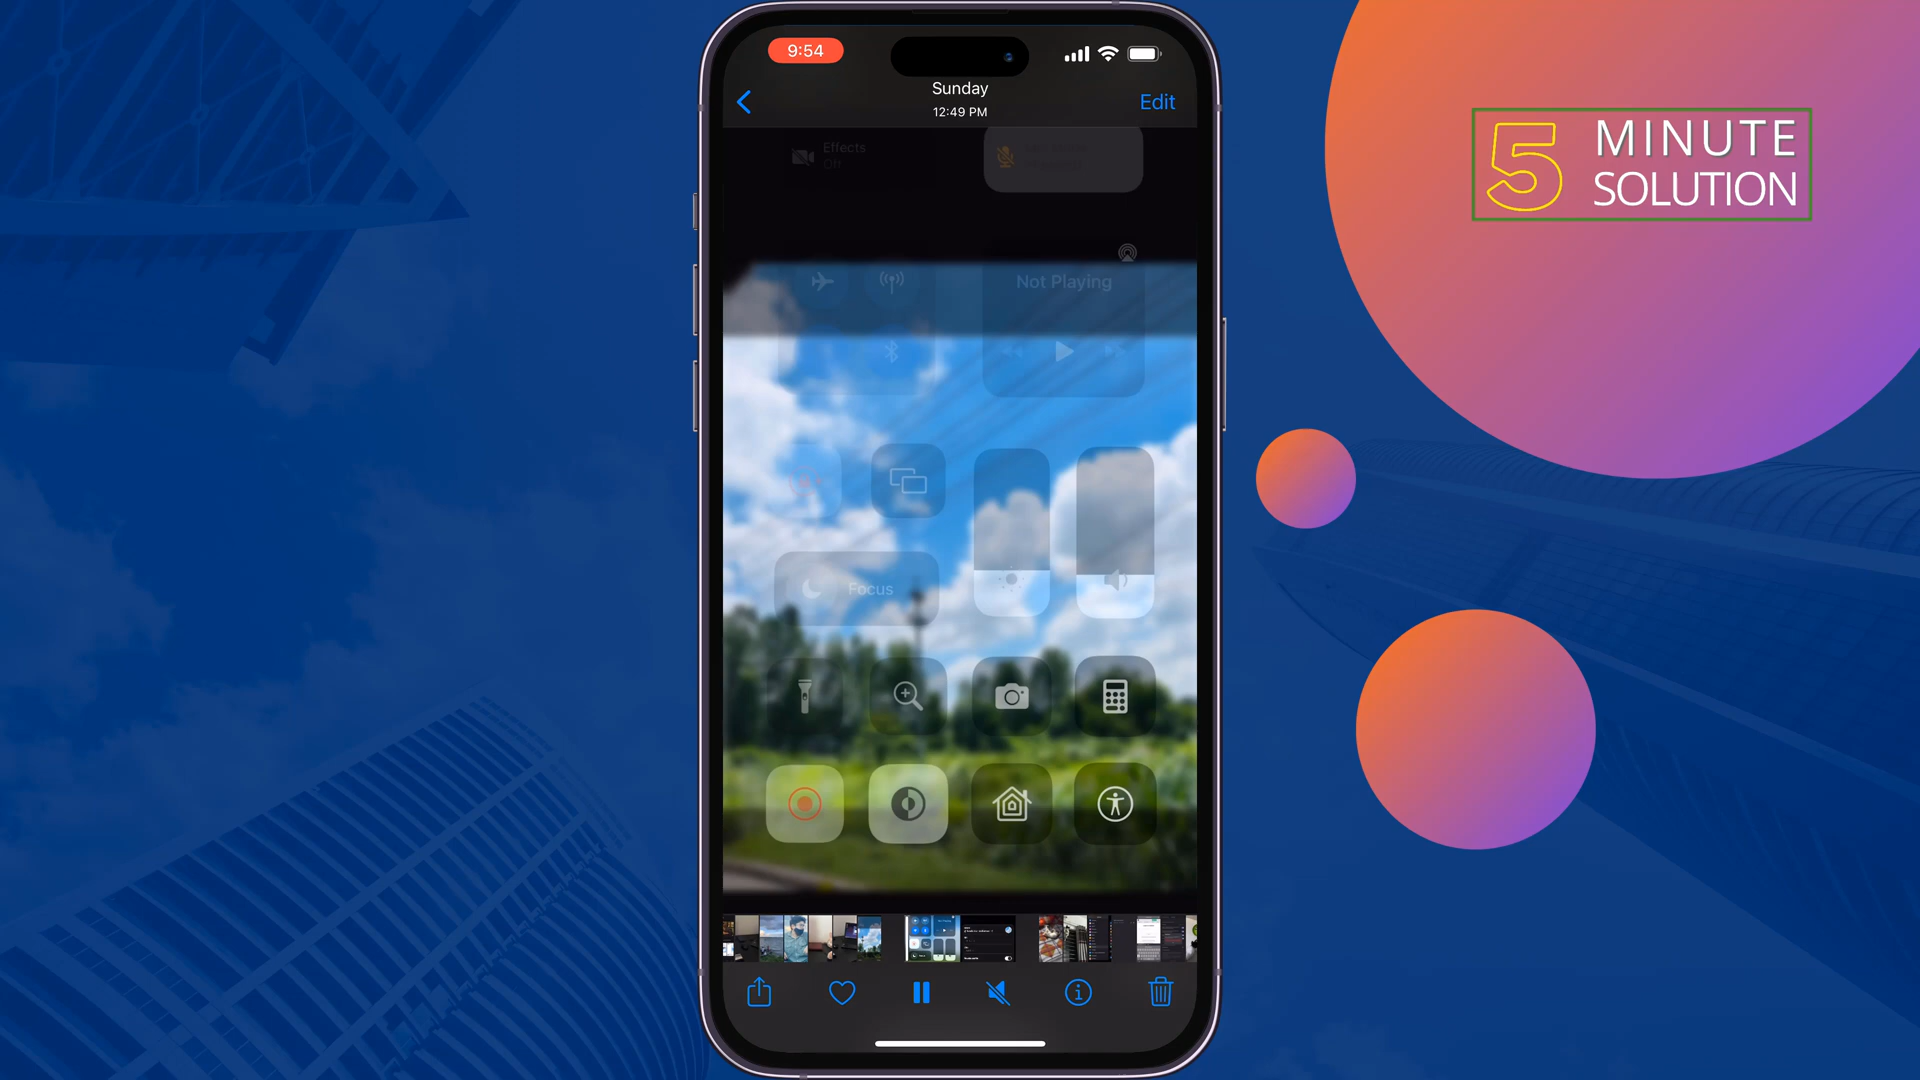 9:54
Sunday
12:49 PM
Edit
Effects
Off
Not Playing
Focus
5 MINUTE
SOLUTION